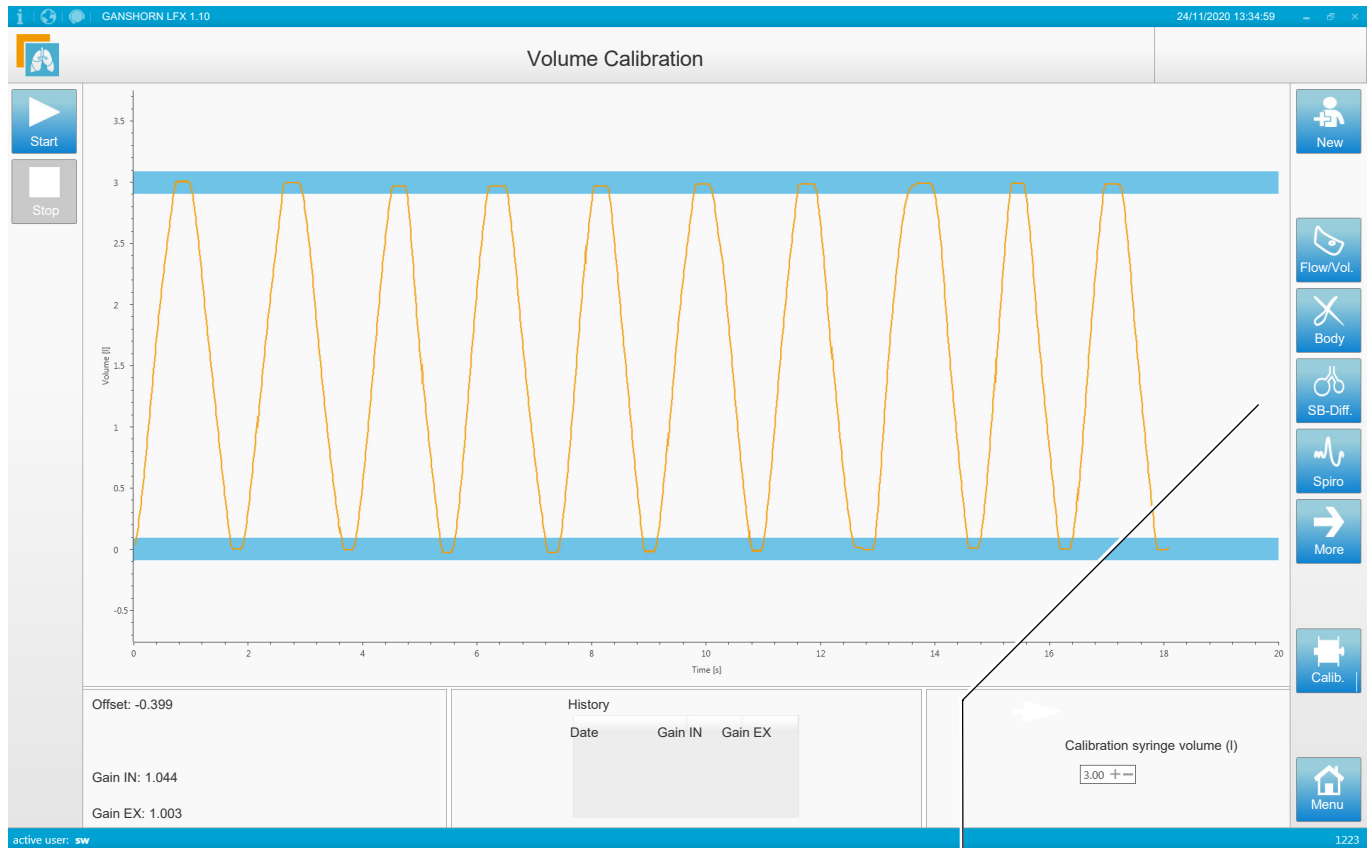 GANSHORN LFX 1.10
24/11/2020 13:34:59
Volume Calibration
Start
Stop
New
Flow/Vol.
Body
SB-Diff.
Spiro
More
Calib.
Menu
Volume [l]
3.5
3
2.5
2
1.5
1
0.5
0
-0.5
0 2 4 6 8 10 12 14 16 18 20
Time [s]
Offset: -0.399
Gain IN: 1.044
Gain EX: 1.003
History
Date Gain IN Gain EX
Calibration syringe volume (l)
3.00 +−
active user: sw
1223